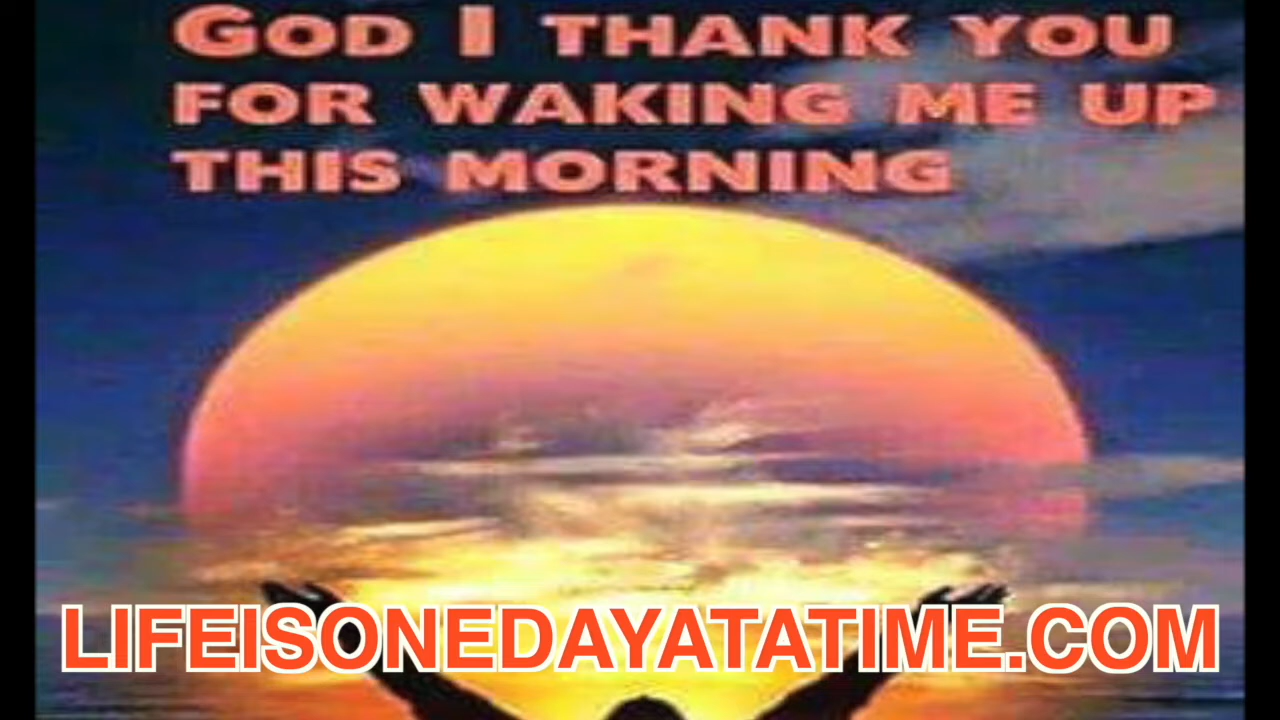 God I thank you
for waking me up
this morning
LIFEISONEDAYATATIME.COM